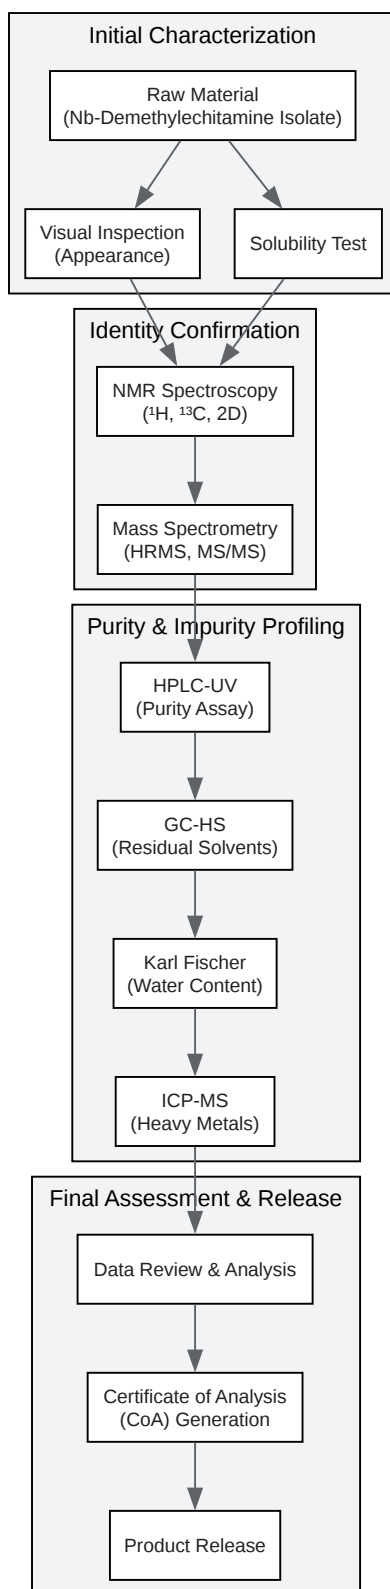 Initial Characterization
Raw Material
(Nb-Demethylechitamine Isolate)
Visual Inspection
(Appearance)
Solubility Test
Identity Confirmation
NMR Spectroscopy
(¹H, ¹³C, 2D)
Mass Spectrometry
(HRMS, MS/MS)
Purity & Impurity Profiling
HPLC-UV
(Purity Assay)
GC-HS
(Residual Solvents)
Karl Fischer
(Water Content)
ICP-MS
(Heavy Metals)
Final Assessment & Release
Data Review & Analysis
Certificate of Analysis
(CoA) Generation
Product Release